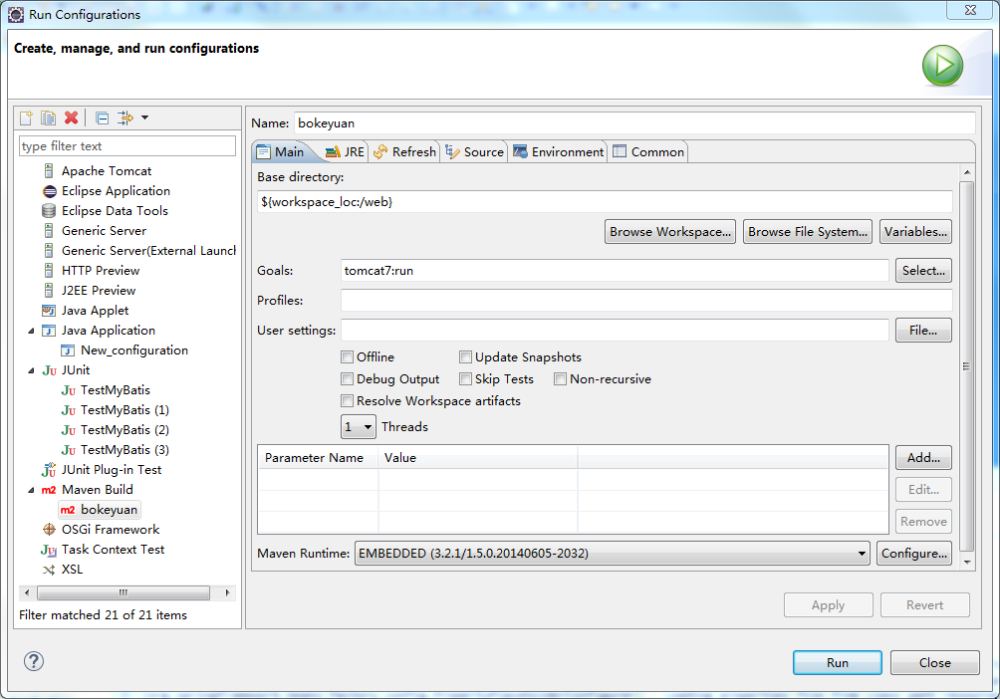 Run Configurations
Create, manage, and run configurations
type filter text
Apache Tomcat
Eclipse Application
Eclipse Data Tools
Generic Server
Generic Server(External Launch
HTTP Preview
J2EE Preview
Java Applet
Java Application
New_configuration
JUnit
TestMyBatis
TestMyBatis (1)
TestMyBatis (2)
TestMyBatis (3)
JUnit Plug-in Test
m2 Maven Build
m2 bokeyuan
OSGi Framework
Task Context Test
XSL
Filter matched 21 of 21 items
Name: bokeyuan
Main JRE Refresh Source Environment Common
Base directory:
${workspace_loc:/web}
Browse Workspace... Browse File System... Variables...
Goals: tomcat7:run Select...
Profiles:
User settings: File...
Offline Update Snapshots
Debug Output Skip Tests Non-recursive
Resolve Workspace artifacts
1 Threads
Parameter Name Value Add...
Edit...
Remove
Maven Runtime: EMBEDDED (3.2.1/1.5.0.20140605-2032) Configure...
Apply Revert
Run Close